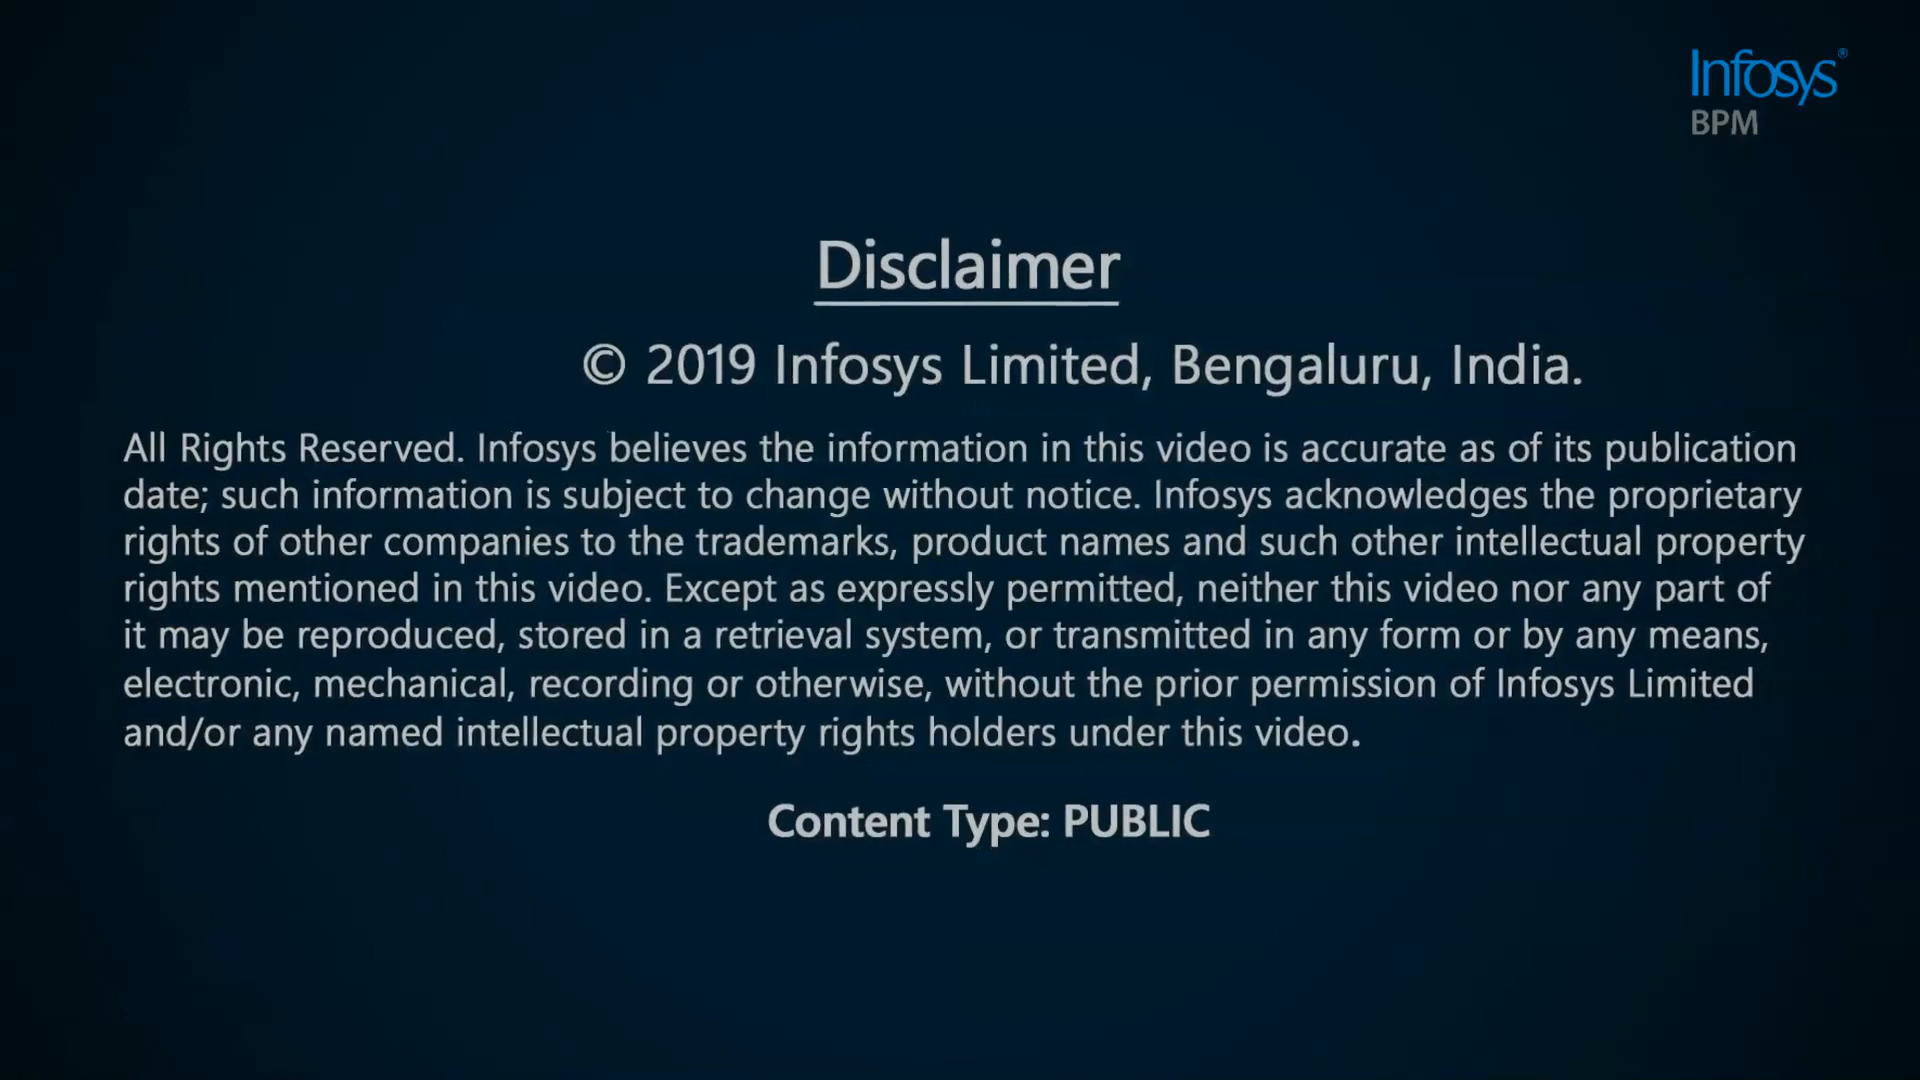 Infosys®
BPM
Disclaimer
© 2019 Infosys Limited, Bengaluru, India.
All Rights Reserved. Infosys believes the information in this video is accurate as of its publication
date; such information is subject to change without notice. Infosys acknowledges the proprietary
rights of other companies to the trademarks, product names and such other intellectual property
rights mentioned in this video. Except as expressly permitted, neither this video nor any part of
it may be reproduced, stored in a retrieval system, or transmitted in any form or by any means,
electronic, mechanical, recording or otherwise, without the prior permission of Infosys Limited
and/or any named intellectual property rights holders under this video.
Content Type: PUBLIC